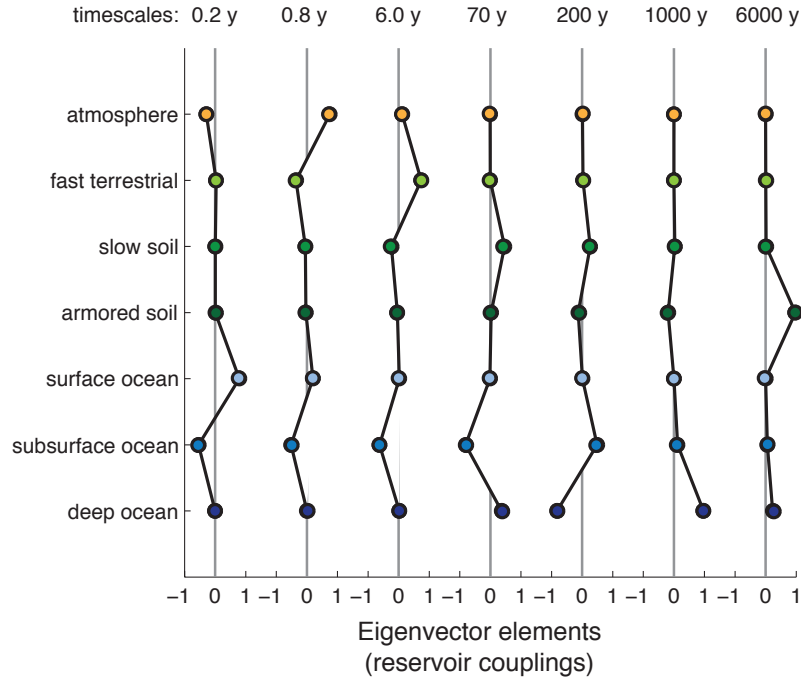 timescales: 0.2 y 0.8 y 6.0 y 70 y 200 y 1000 y 6000 y
atmosphere
fast terrestrial
slow soil
armored soil
surface ocean
subsurface ocean
deep ocean
−1 0 1 −1 0 1 −1 0 1 −1 0 1 −1 0 1 −1 0 1 −1 0 1
Eigenvector elements
(reservoir couplings)